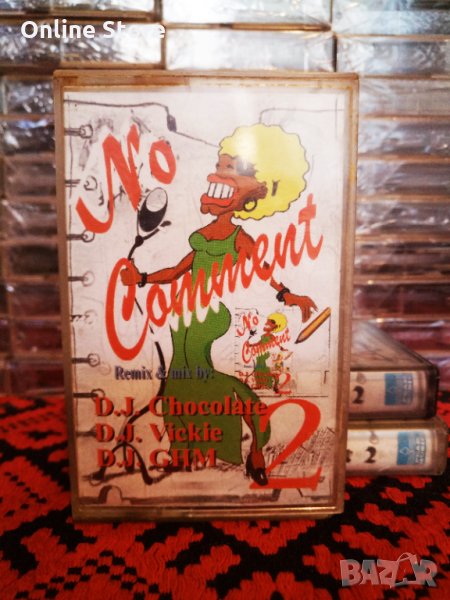 Online Store
No
Comment
No
Comment
2
Remix & mix by:
D.J. Chocolate
D.J. Vickie
D.J. GHM
2
2
2
BAZAR